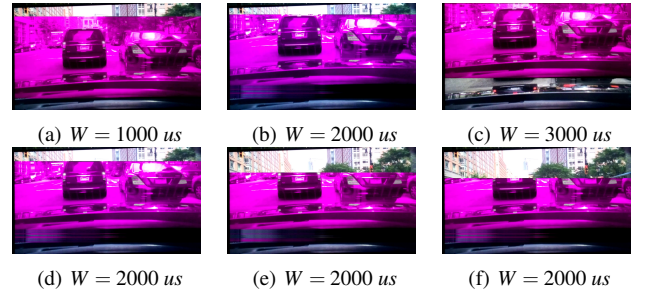 (a) W = 1000 us
(b) W = 2000 us
(c) W = 3000 us
(d) W = 2000 us
(e) W = 2000 us
(f) W = 2000 us